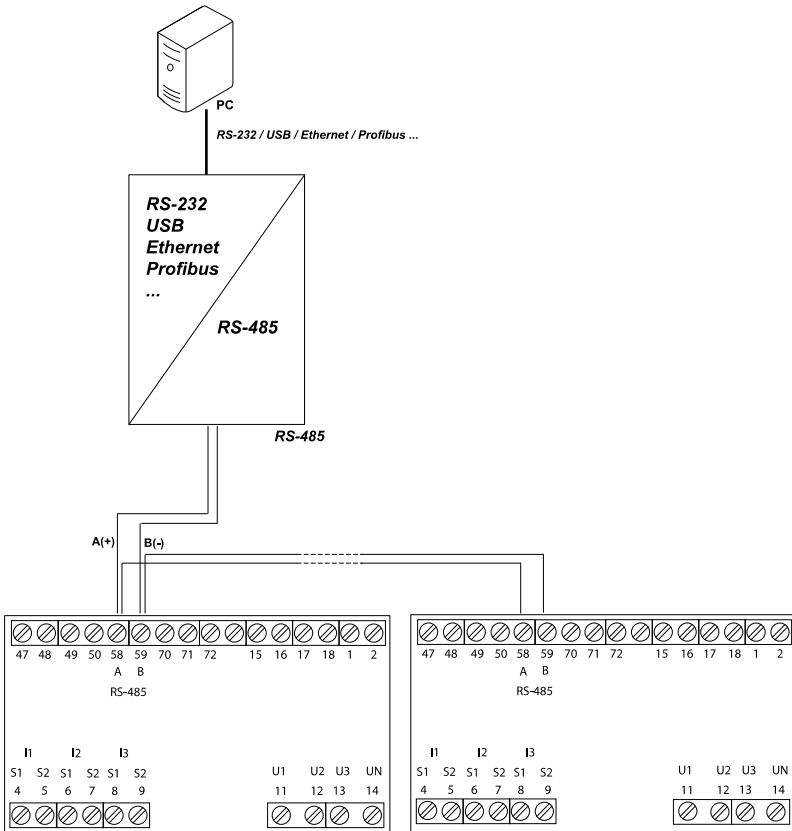 PC
RS-232 / USB / Ethernet / Profibus ...
RS-232
USB
Ethernet
Profibus
...
RS-485
RS-485
A(+)
B(-)
47 48 49 50 58 59 70 71 72 15 16 17 18 1 2
A B
RS-485
I1 I2 I3
S1 S2 S1 S2 S1 S2 U1 U2 U3 UN
4 5 6 7 8 9 11 12 13 14
47 48 49 50 58 59 70 71 72 15 16 17 18 1 2
A B
RS-485
I1 I2 I3
S1 S2 S1 S2 S1 S2 U1 U2 U3 UN
4 5 6 7 8 9 11 12 13 14